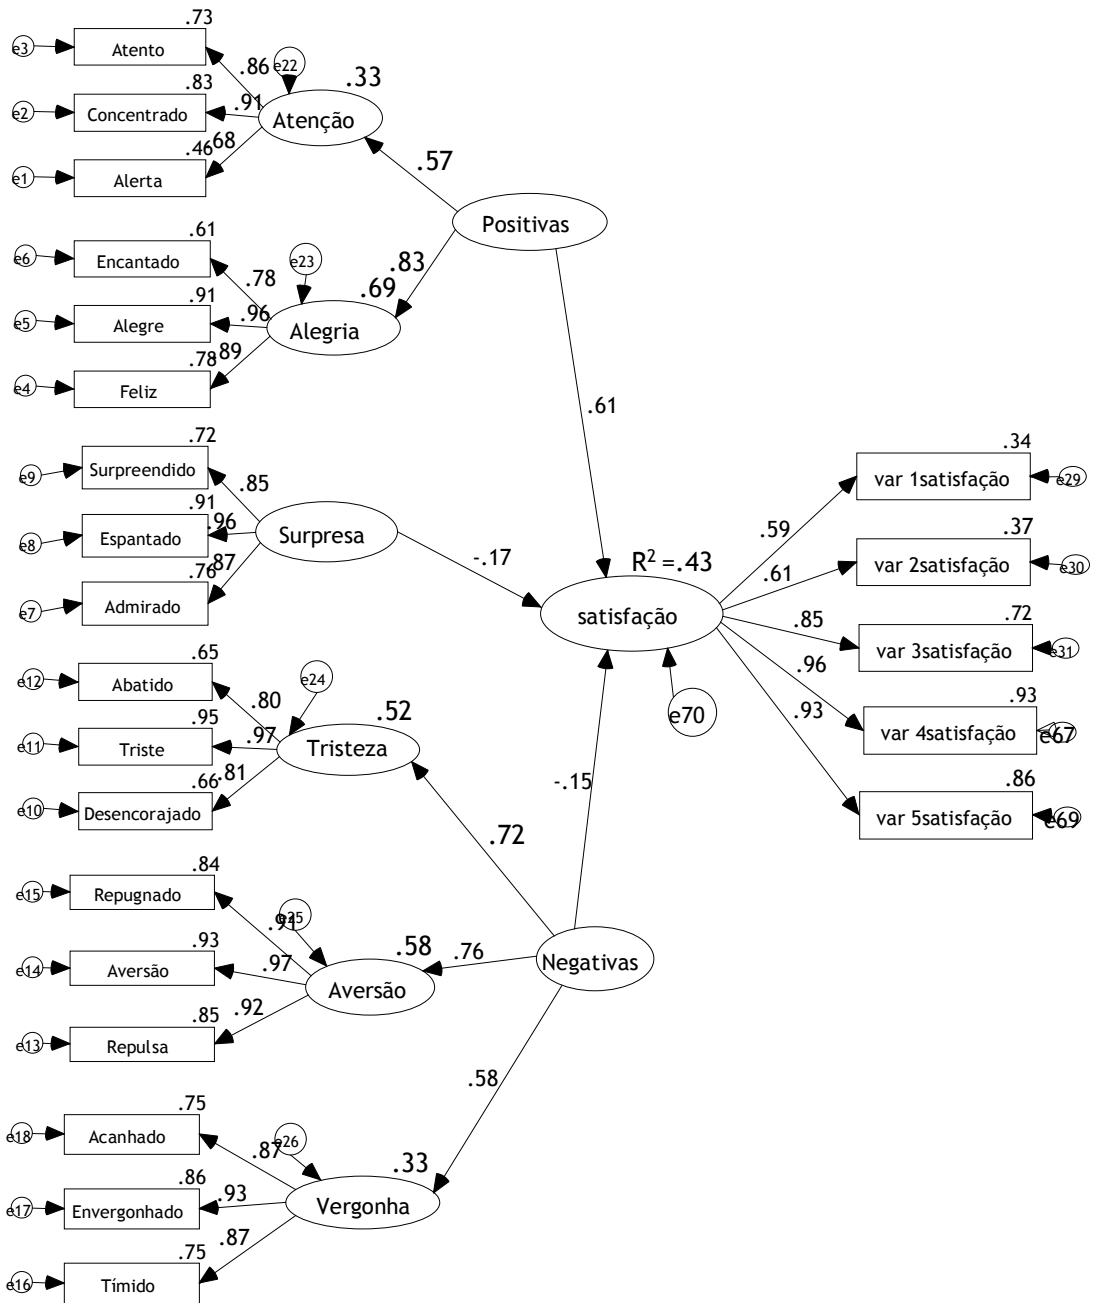 .73
e3
Atento
.86
e22
.33
.83
e2
Concentrado
.91
Atenção
.46
.68
e1
Alerta
.57
Positivas
.61
e6
Encantado
.78
e23
.83
.69
.91
e5
Alegre
.96
Alegria
.78
.89
e4
Feliz
.61
.72
e9
Surpreendido
.85
.91
e8
Espantado
.96
Surpresa
.76
.87
e7
Admirado
-.17
R² =.43
satisfação
.34
var 1satisfação
e29
.59
.37
var 2satisfação
e30
.61
.72
var 3satisfação
e31
.85
.93
var 4satisfação
e67
.96
.86
var 5satisfação
e69
.93
e70
.65
e12
Abatido
.80
e24
.52
.95
e11
Triste
.97
Tristeza
.66
.81
e10
Desencorajado
-.15
.72
.84
e15
Repugnado
.91
e25
.58
.76
Negativas
.93
e14
Aversão
.97
Aversão
.85
.92
e13
Repulsa
.58
.75
e18
Acanhado
.87
e26
.33
.86
e17
Envergonhado
.93
Vergonha
.75
.87
e16
Tímido